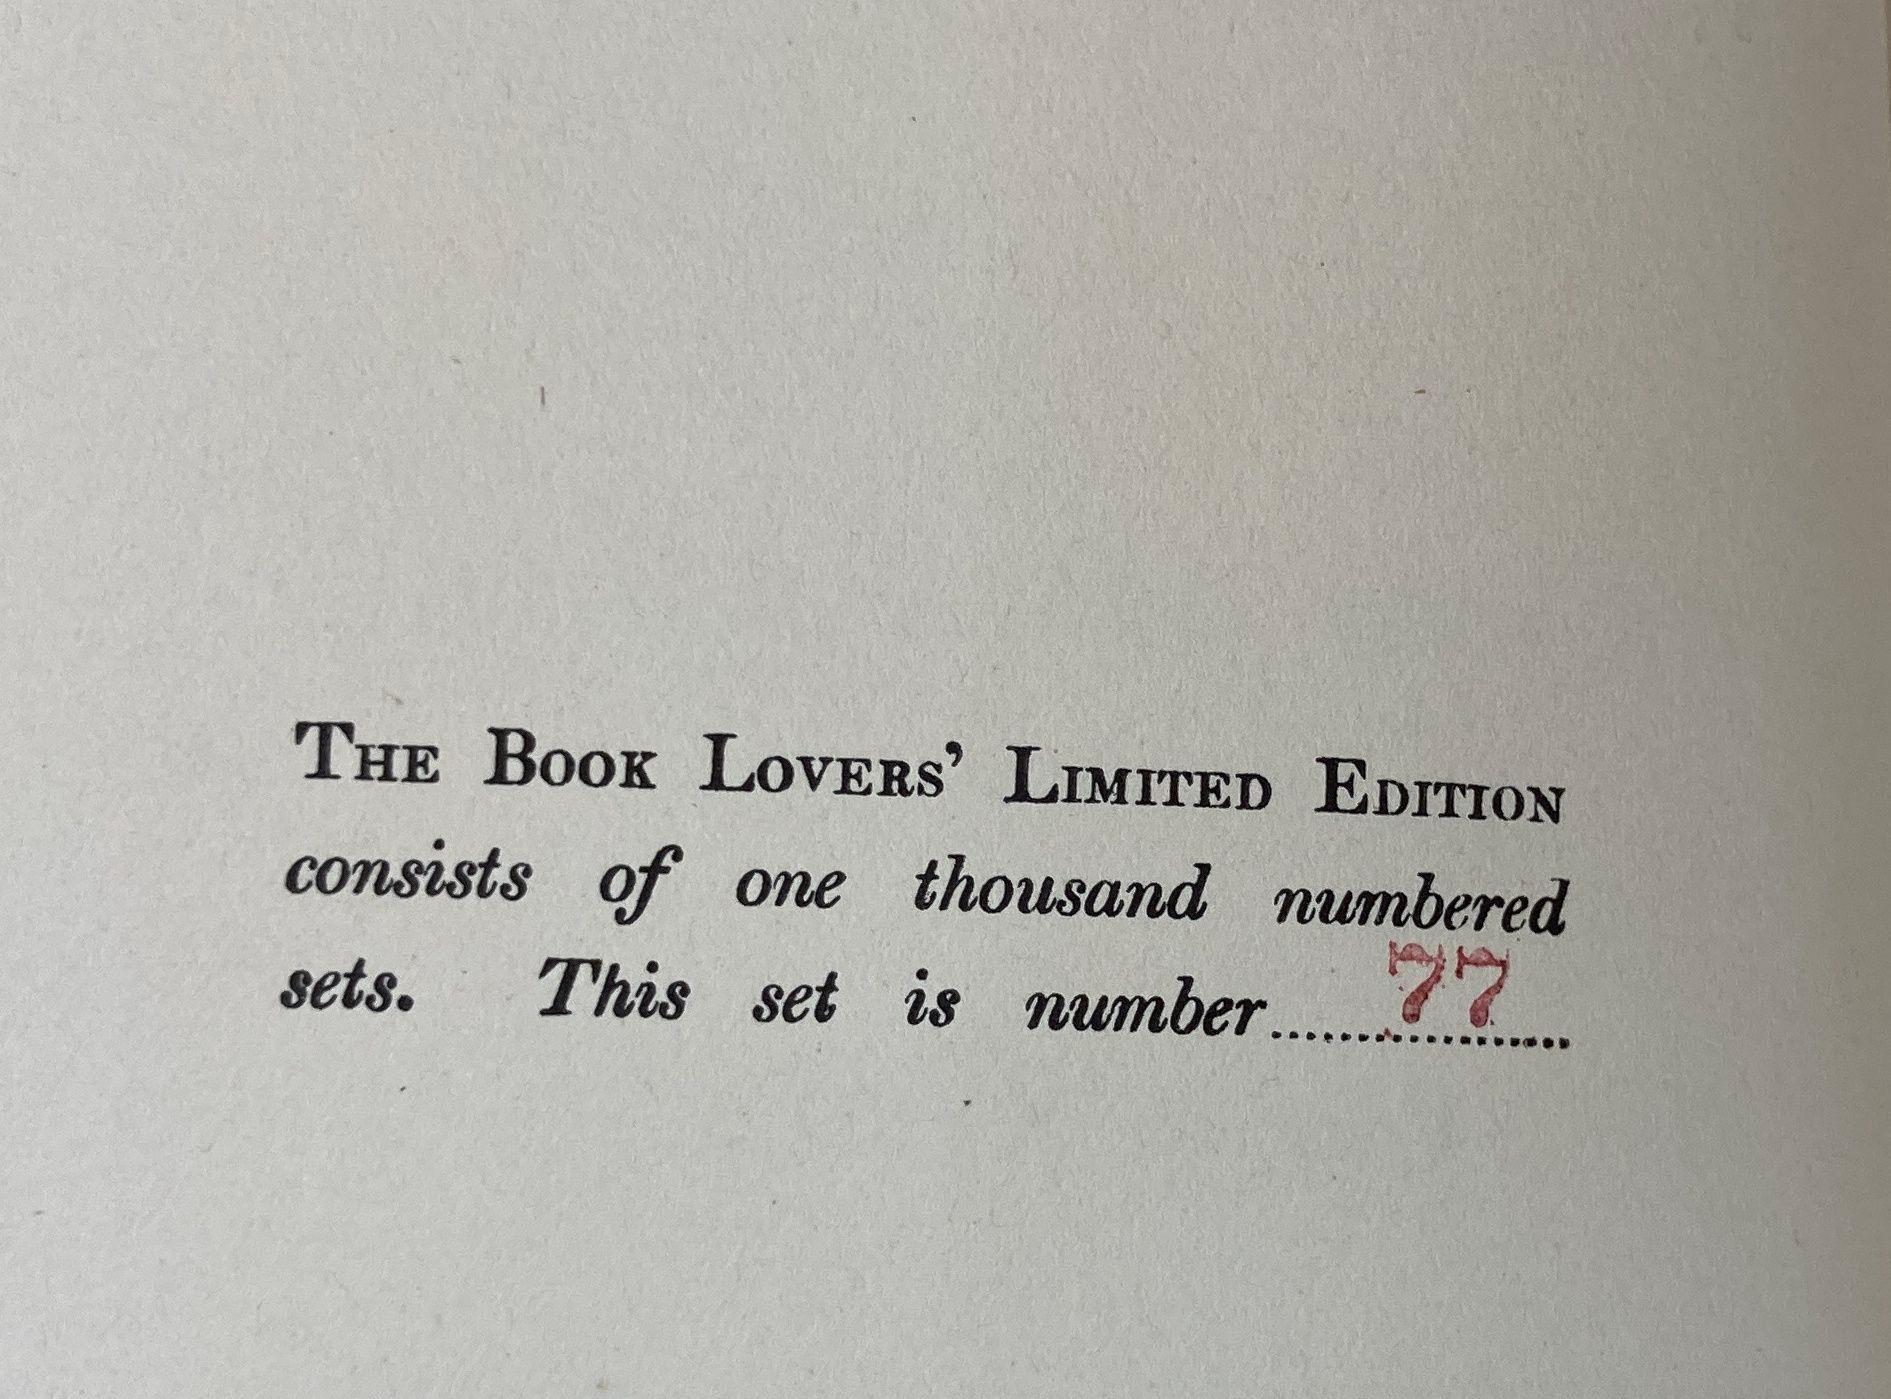 The Book Lovers’ Limited Edition
consists of one thousand numbered
sets. This set is number..................77